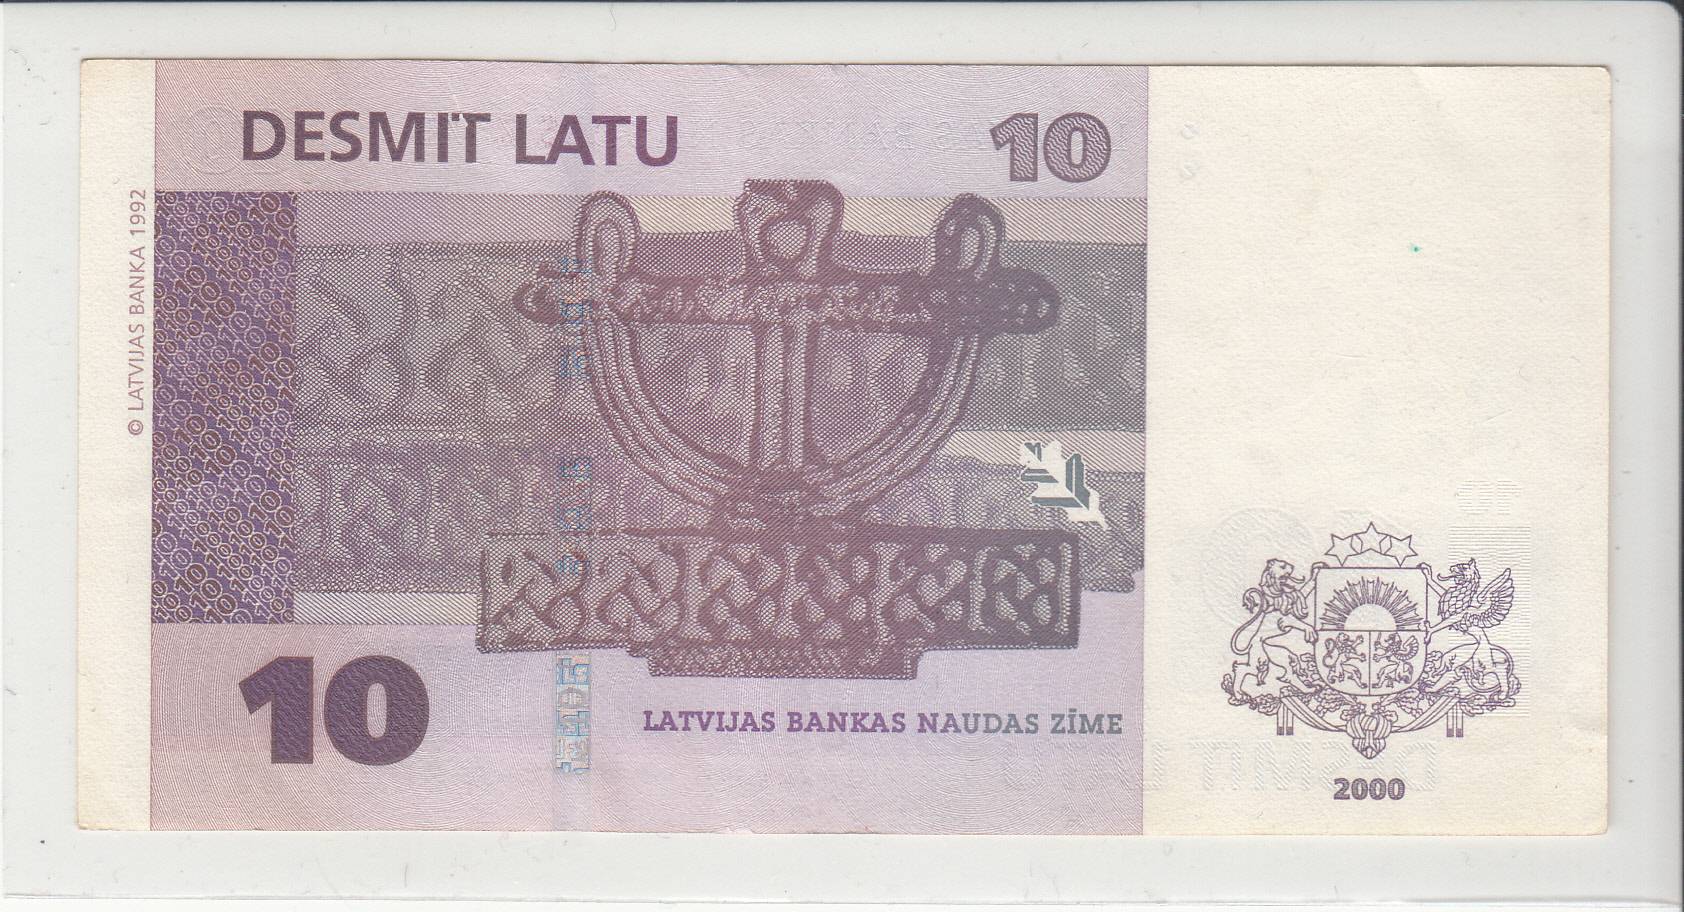 DESMIT LATU
10
© LATVIJAS BANKA 1992
10
LATVIJAS BANKAS NAUDAS ZĪME
2000